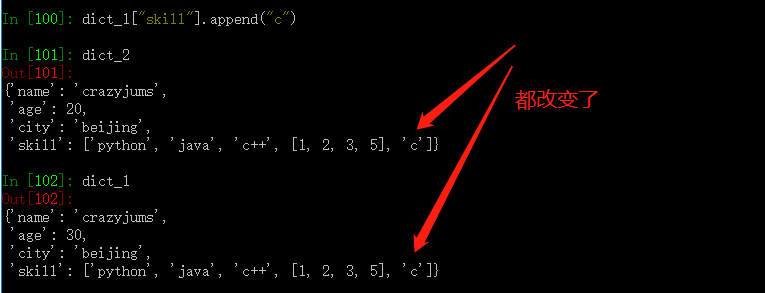 In [100]: dict_1["skill"].append("c")
In [101]: dict_2
Out[101]:
{'name': 'crazyjums',
'age': 20,
'city': 'beijing',
'skill': ['python', 'java', 'c++', [1, 2, 3, 5], 'c']}
都改变了
In [102]: dict_1
Out[102]:
{'name': 'crazyjums',
'age': 30,
'city': 'beijing',
'skill': ['python', 'java', 'c++', [1, 2, 3, 5], 'c']}